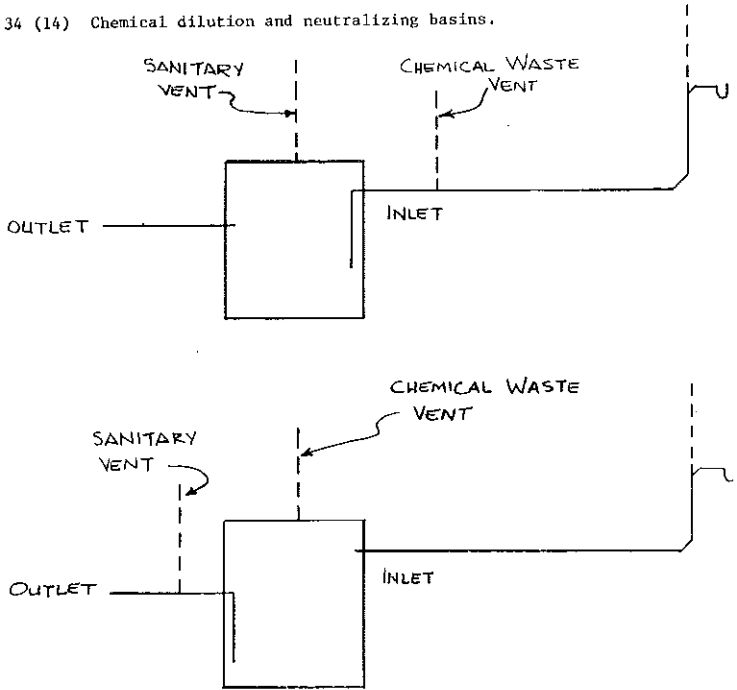 34 (14) Chemical dilution and neutralizing basins.
SANITARY
VENT
CHEMICAL WASTE
VENT
OUTLET
INLET
CHEMICAL WASTE
VENT
SANITARY
VENT
OUTLET
INLET